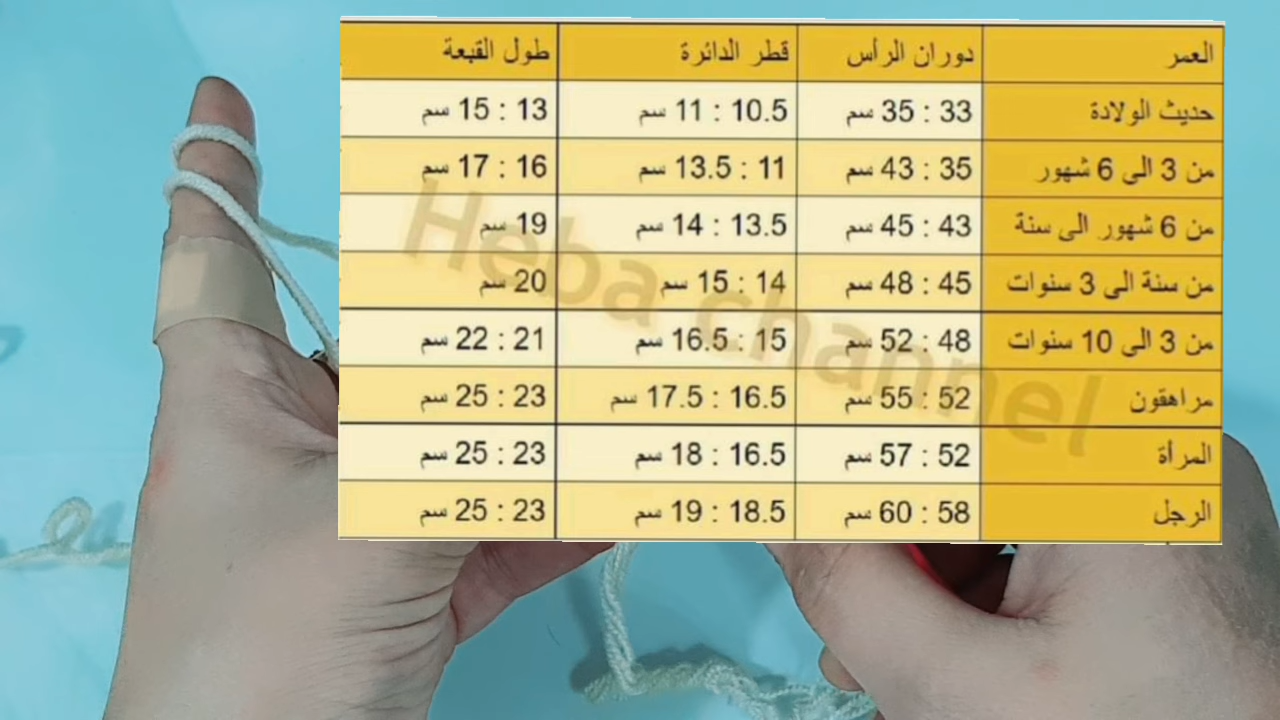 العمر دوران الرأس قطر الدائرة طول القبعة
حديث الولادة 33 : 35 سم 10.5 : 11 سم 13 : 15 سم
من 3 الى 6 شهور 35 : 43 سم 11 : 13.5 سم 16 : 17 سم
من 6 شهور الى سنة 43 : 45 سم 13.5 : 14 سم 19 سم
من سنة الى 3 سنوات 45 : 48 سم 14 : 15 سم 20 سم
من 3 الى 10 سنوات 48 : 52 سم 15 : 16.5 سم 21 : 22 سم
مراهقون 52 : 55 سم 16.5 : 17.5 سم 23 : 25 سم
المرأة 52 : 57 سم 16.5 : 18 سم 23 : 25 سم
الرجل 58 : 60 سم 18.5 : 19 سم 23 : 25 سم
Heba channel